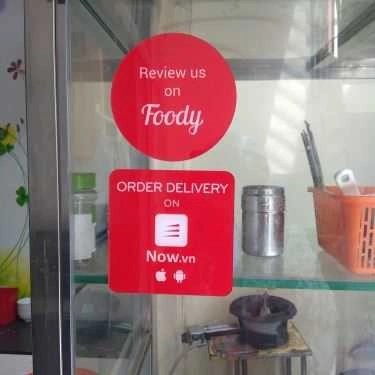 Review us
on
Foody
ORDER DELIVERY
ON
Now.vn